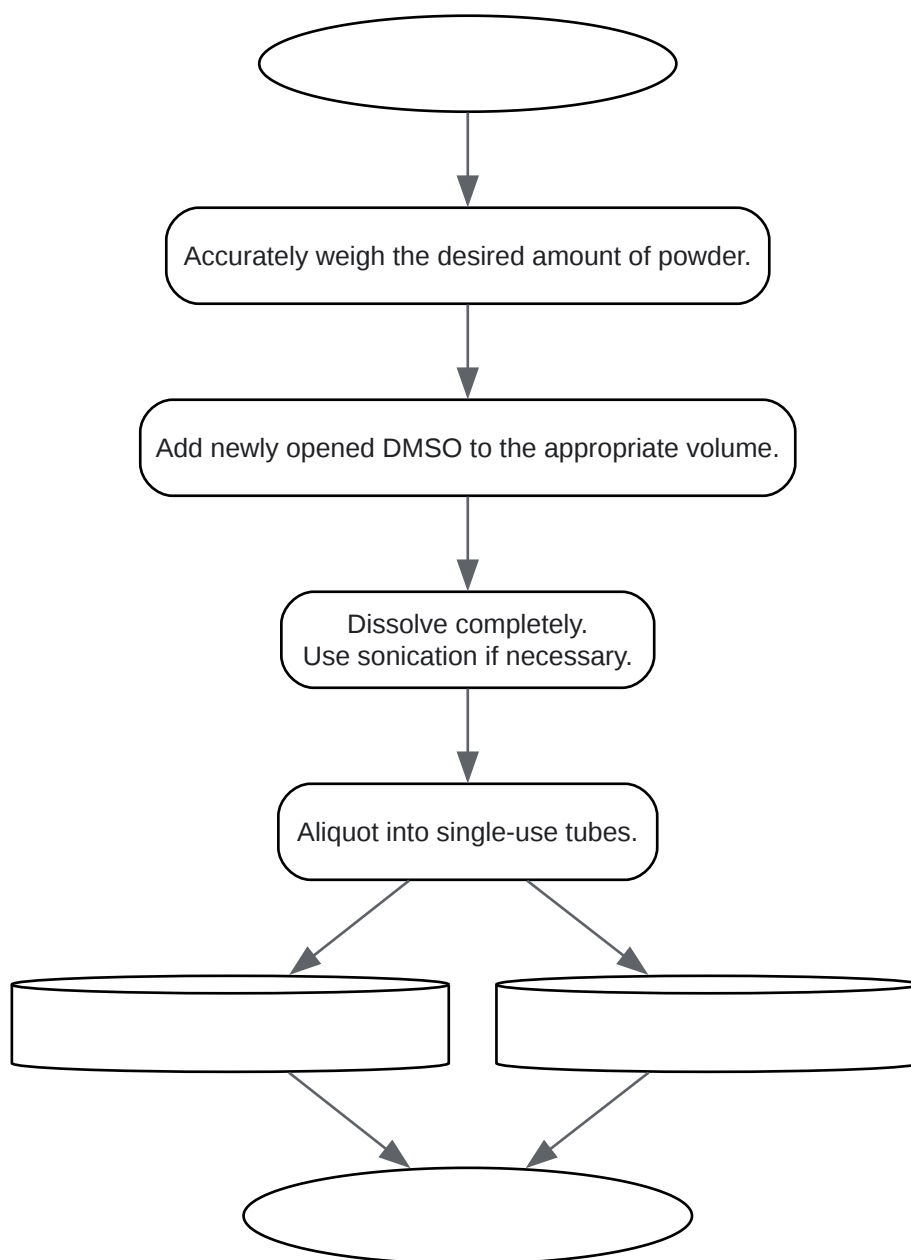 Accurately weigh the desired amount of powder.
Add newly opened DMSO to the appropriate volume.
Dissolve completely.
Use sonication if necessary.
Aliquot into single-use tubes.